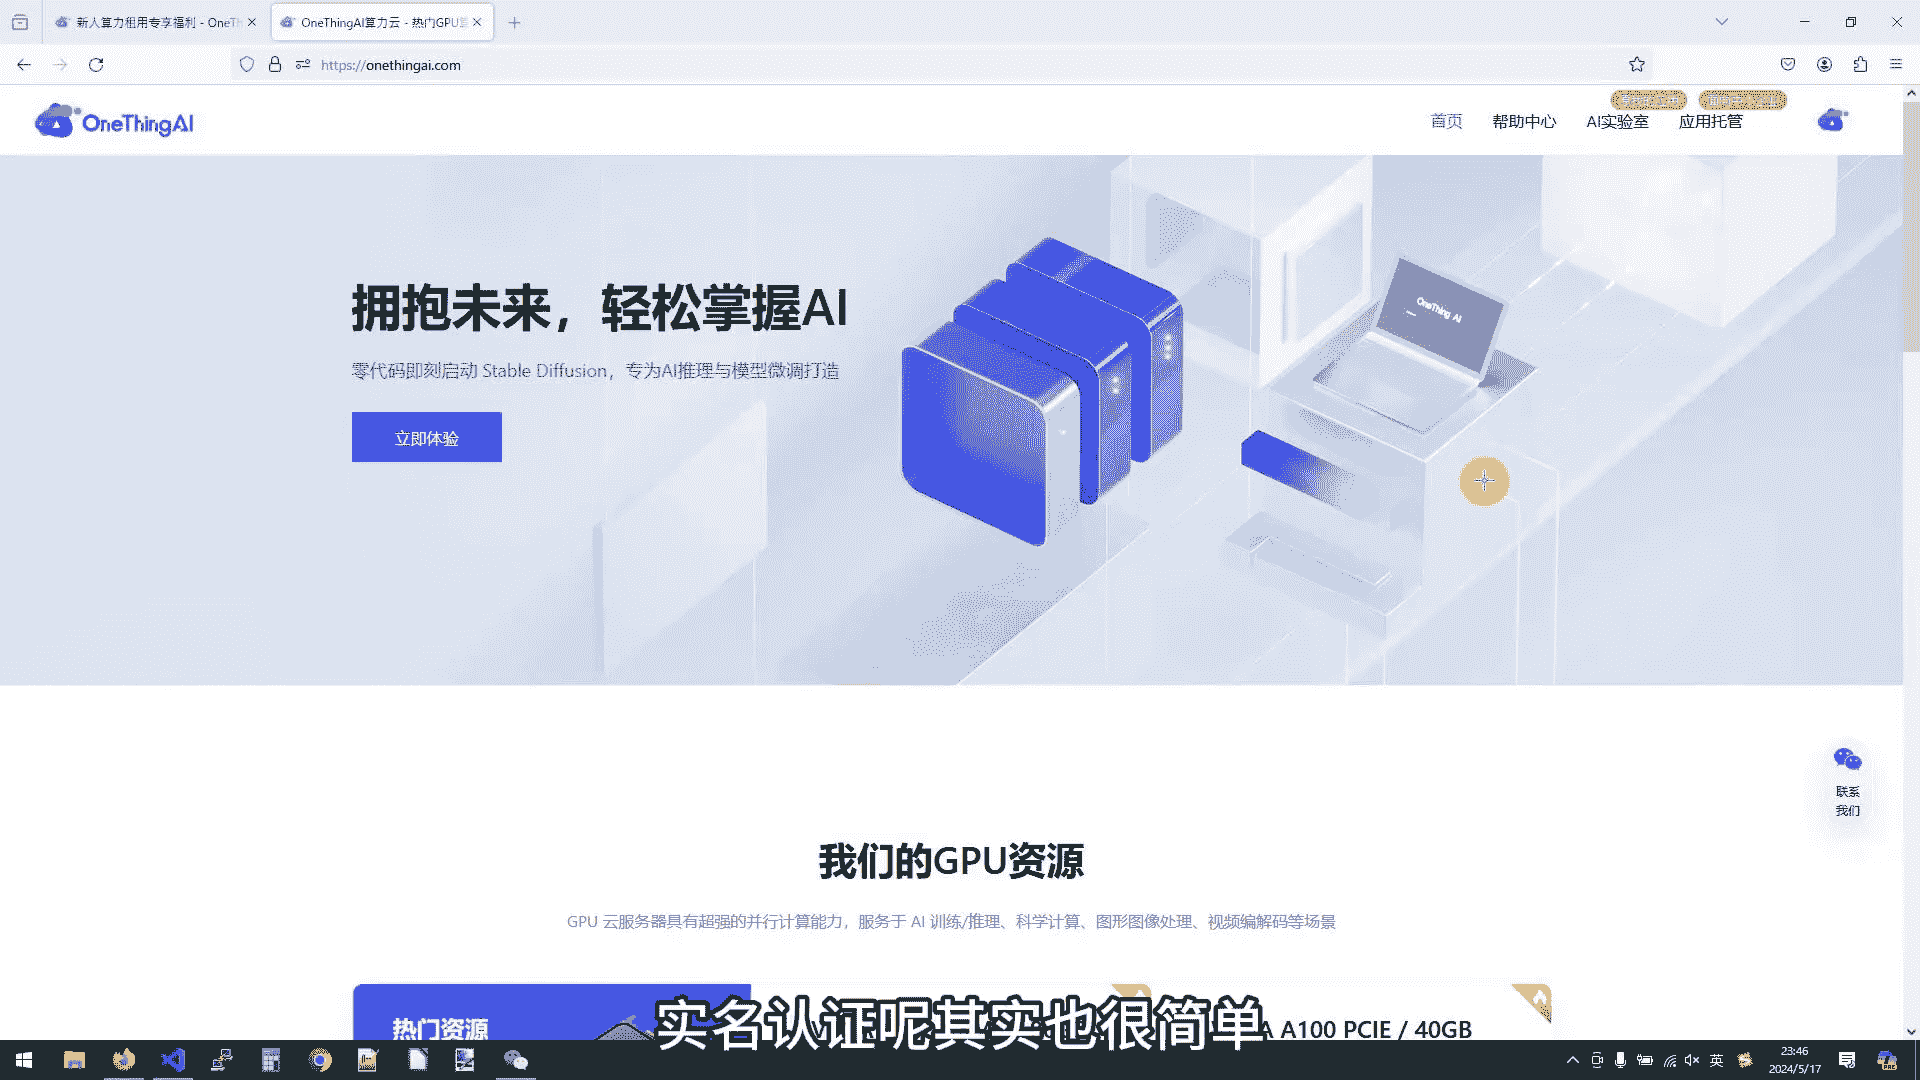 新人算力租用专享福利 - OneTh
OneThingAI算力云 - 热门GPU
https://onethingai.com
OneThingAI
首页
帮助中心
AI实验室
应用托管
拥抱未来，轻松掌握AI
零代码即刻启动 Stable Diffusion，专为AI推理与模型微调打造
立即体验
OneThing AI
联系
我们
我们的GPU资源
GPU 云服务器具有超强的并行计算能力，服务于 AI 训练/推理、科学计算、图形图像处理、视频编解码等场景
热门资源
A100 PCIE / 40GB
实名认证呢其实也很简单
英
23:46
2024/5/17